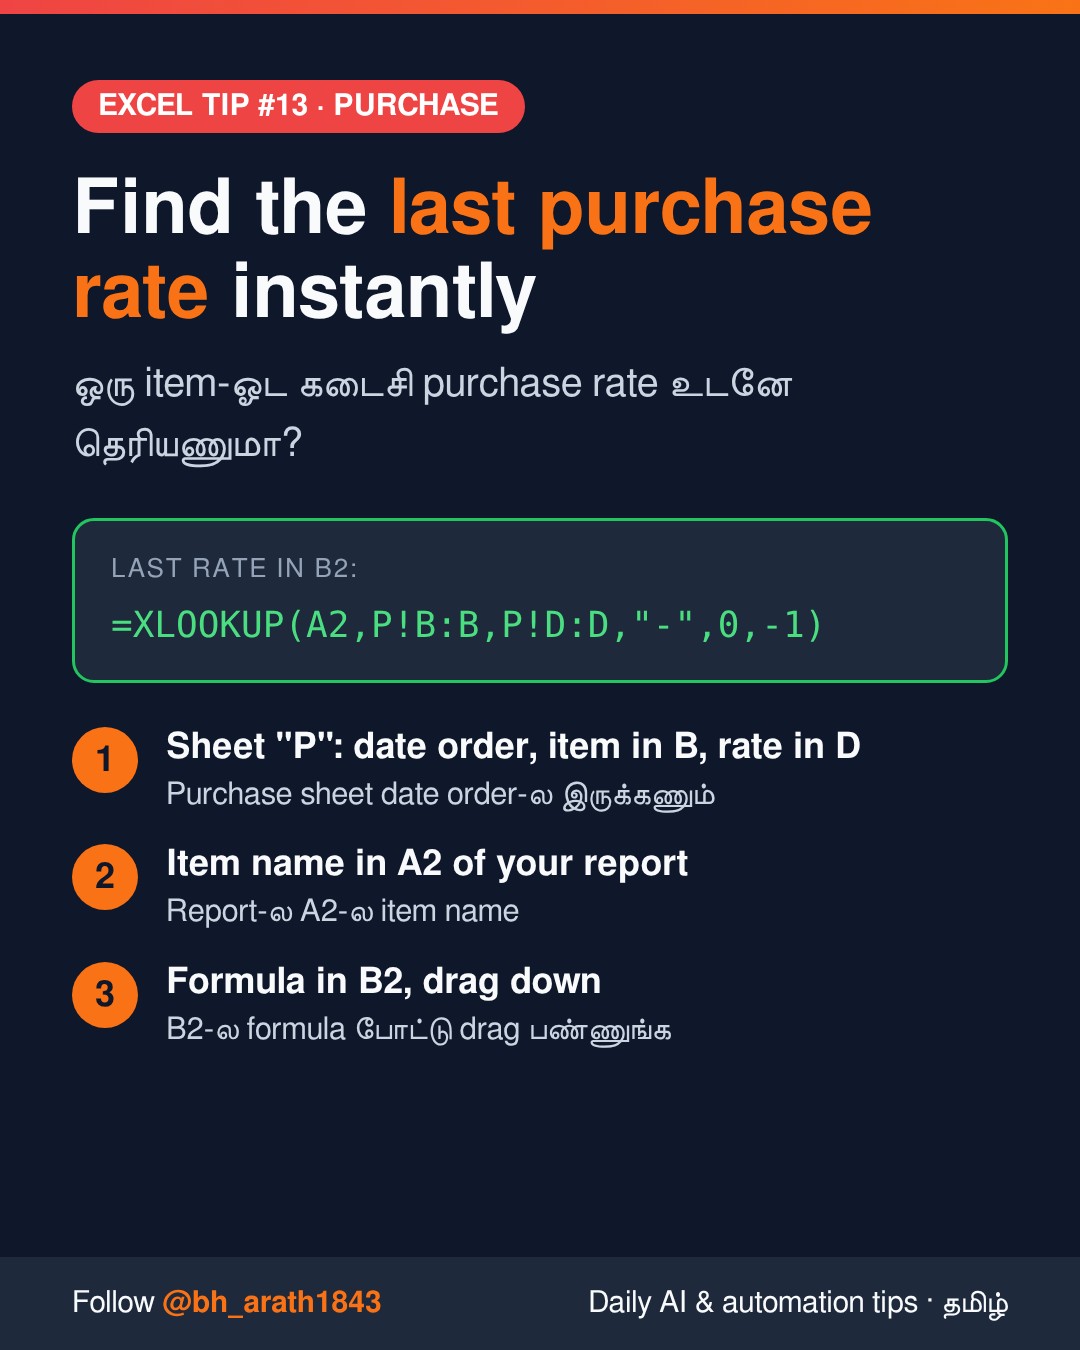 EXCEL TIP #13 · PURCHASE
Find the last purchase
rate instantly
ஒரு item-ஓட கடைசி purchase rate உடனே
தெரியணுமா?
LAST RATE IN B2:
=XLOOKUP(A2,P!B:B,P!D:D,"-",0,-1)
1
Sheet "P": date order, item in B, rate in D
Purchase sheet date order-ல இருக்கணும்
2
Item name in A2 of your report
Report-ல A2-ல item name
3
Formula in B2, drag down
B2-ல formula போட்டு drag பண்ணுங்க
Follow @bh_arath1843
Daily AI & automation tips · தமிழ்